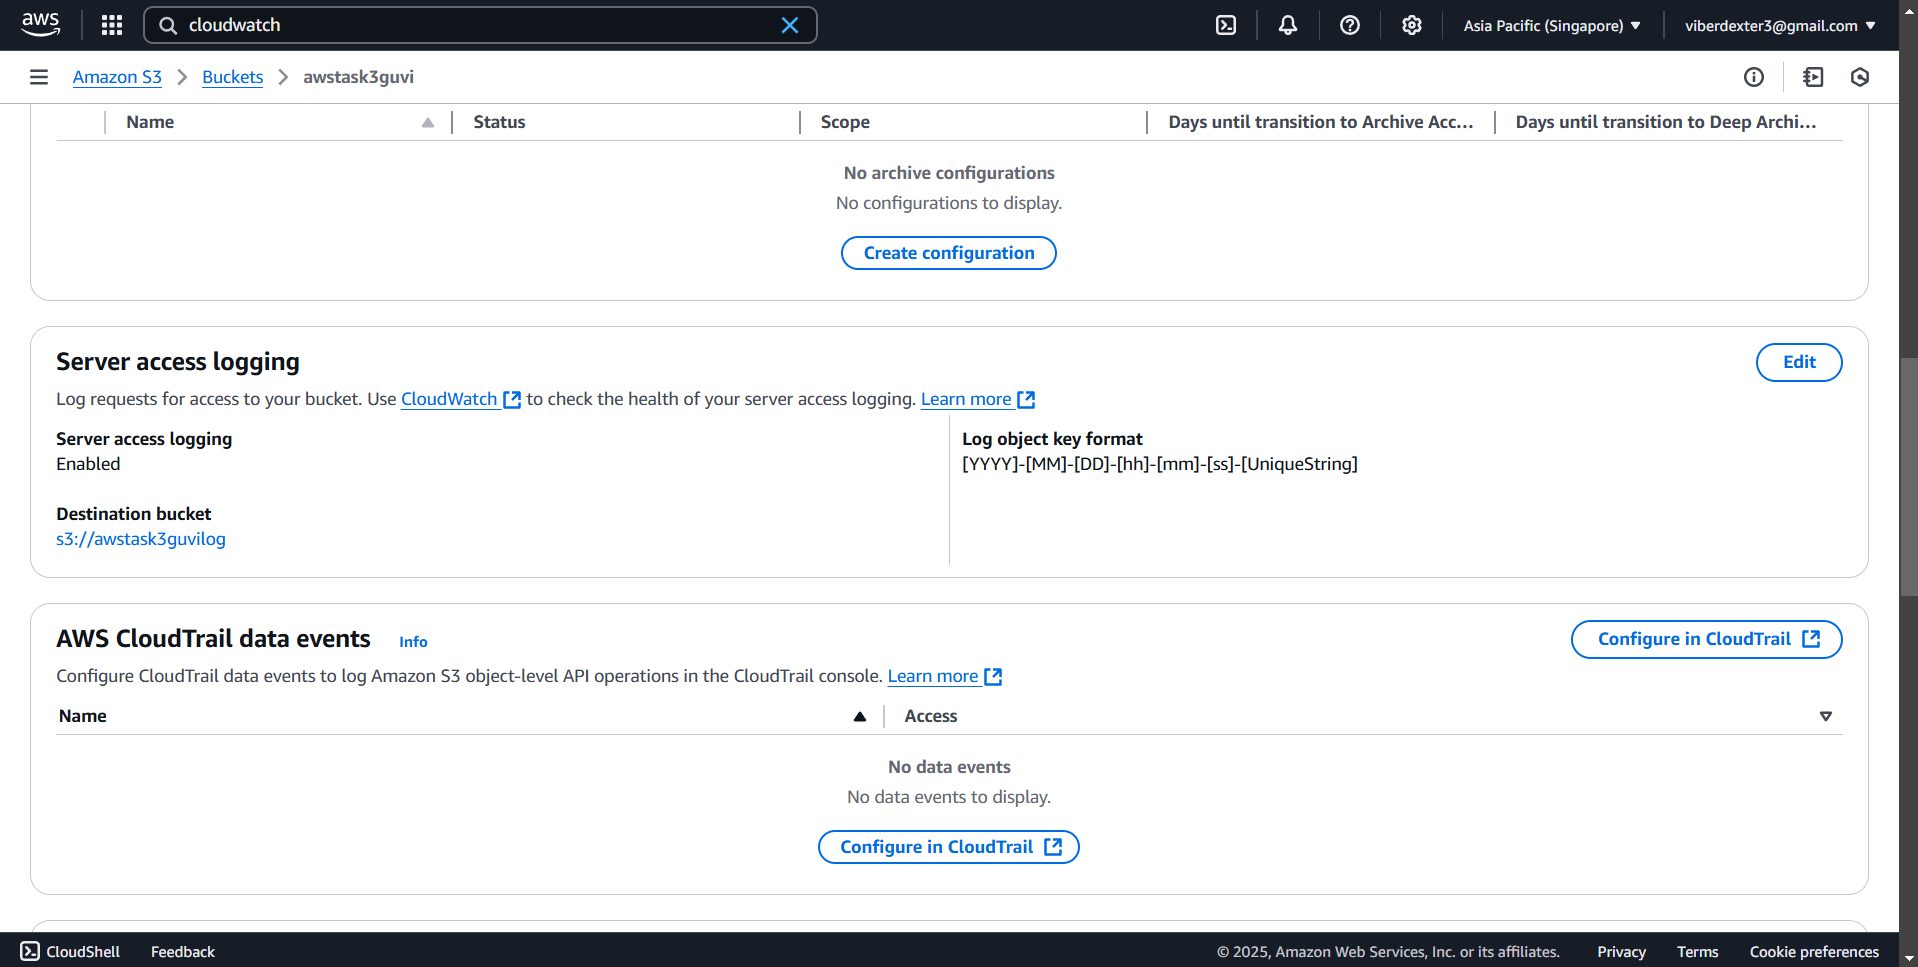 aws
cloudwatch
Asia Pacific (Singapore)
viberdexter3@gmail.com
Amazon S3
Buckets
awstask3guvi
Name
Status
Scope
Days until transition to Archive Acc...
Days until transition to Deep Archi...
No archive configurations
No configurations to display.
Create configuration
Server access logging
Edit
Log requests for access to your bucket. Use CloudWatch to check the health of your server access logging. Learn more
Server access logging
Enabled
Log object key format
[YYYY]-[MM]-[DD]-[hh]-[mm]-[ss]-[UniqueString]
Destination bucket
s3://awstask3guvilog
AWS CloudTrail data events
Info
Configure in CloudTrail
Configure CloudTrail data events to log Amazon S3 object-level API operations in the CloudTrail console. Learn more
Name
Access
No data events
No data events to display.
Configure in CloudTrail
CloudShell
Feedback
© 2025, Amazon Web Services, Inc. or its affiliates.
Privacy
Terms
Cookie preferences